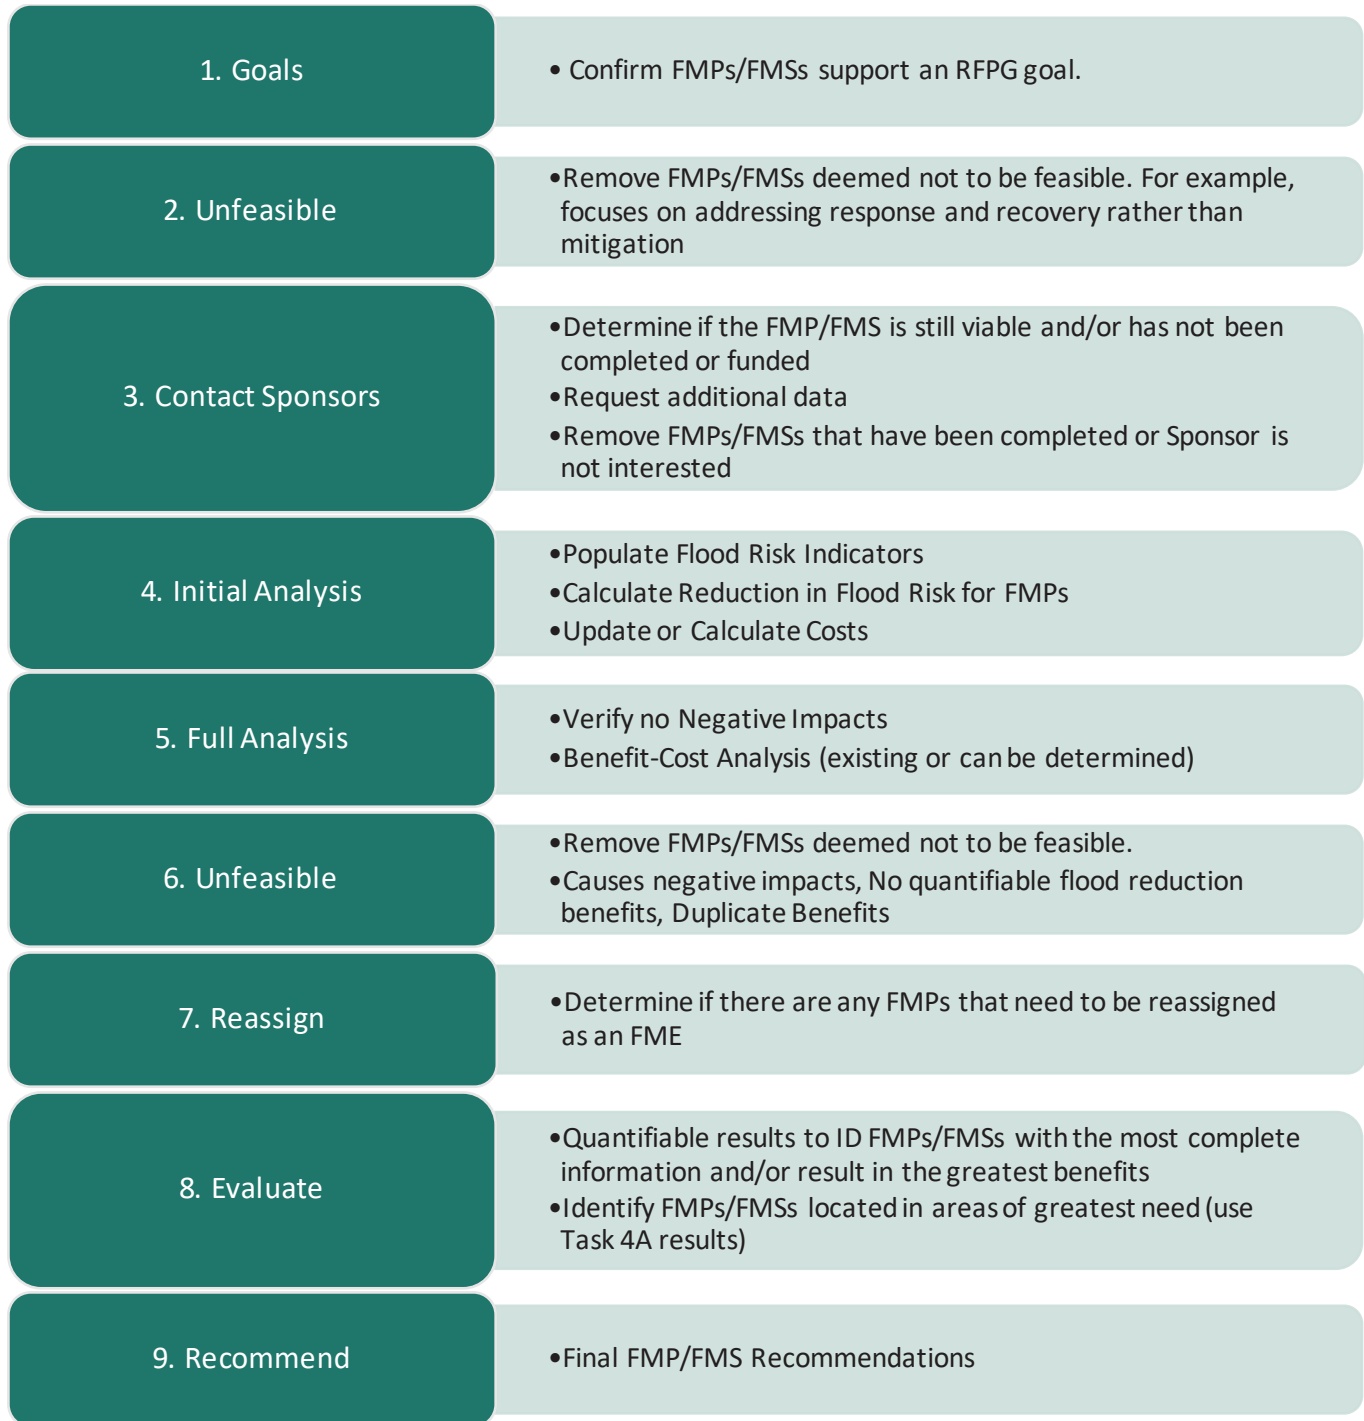 1. Goals
• Confirm FMPs/FMSs support an RFPG goal.
2. Unfeasible
•Remove FMPs/FMSs deemed not to be feasible. For example,
focuses on addressing response and recovery rather than
mitigation
3. Contact Sponsors
•Determine if the FMP/FMS is still viable and/or has not been
completed or funded
•Request additional data
•Remove FMPs/FMSs that have been completed or Sponsor is
not interested
4. Initial Analysis
•Populate Flood Risk Indicators
•Calculate Reduction in Flood Risk for FMPs
•Update or Calculate Costs
5. Full Analysis
•Verify no Negative Impacts
•Benefit-Cost Analysis (existing or can be determined)
6. Unfeasible
•Remove FMPs/FMSs deemed not to be feasible.
•Causes negative impacts, No quantifiable flood reduction
benefits, Duplicate Benefits
7. Reassign
•Determine if there are any FMPs that need to be reassigned
as an FME
8. Evaluate
•Quantifiable results to ID FMPs/FMSs with the most complete
information and/or result in the greatest benefits
•Identify FMPs/FMSs located in areas of greatest need (use
Task 4A results)
9. Recommend
•Final FMP/FMS Recommendations